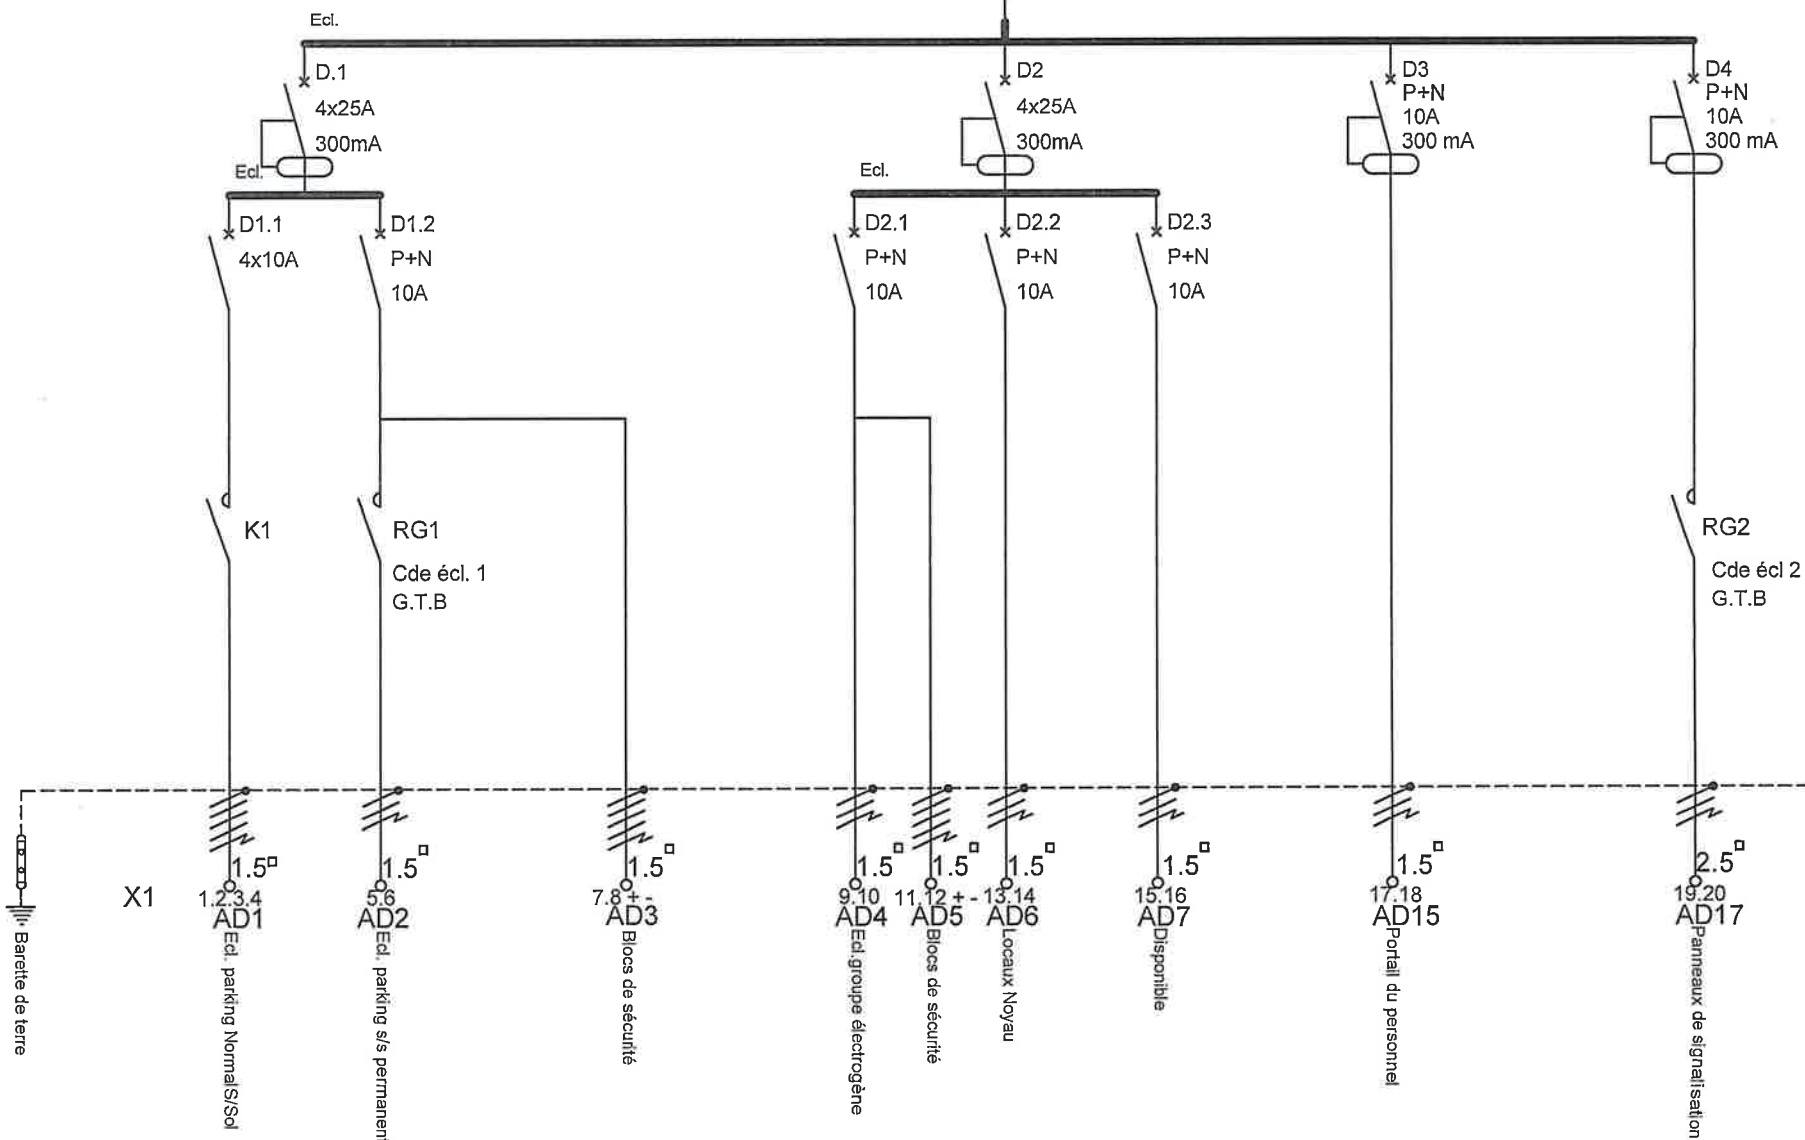 Ecl.
D.1
4x25A
300mA
D2
4x25A
300mA
D3
P+N
10A
300 mA
D4
P+N
10A
300 mA
Ecl.
Ecl.
D1.1
4x10A
D1.2
P+N
10A
D2.1
P+N
10A
D2.2
P+N
10A
D2.3
P+N
10A
K1
RG1
Cde écl. 1
G.T.B
RG2
Cde écl 2
G.T.B
1.5
1.5
1.5
1.5
1.5
1.5
1.5
1.5
2.5
X1
1.2.3.4
5.6
7.8 + -
9.10
11.12 + -
13.14
15.16
17.18
19.20
AD1
AD2
AD3
AD4
AD5
AD6
AD7
AD15
AD17
Barette de terre
Ecl. parking NormalS/Sol
Ecl. parking s/s permanent
Blocs de sécurité
Ecl.groupe électrogène
Blocs de sécurité
Locaux Noyau
Disponible
Portail du personnel
Panneaux de signalisation